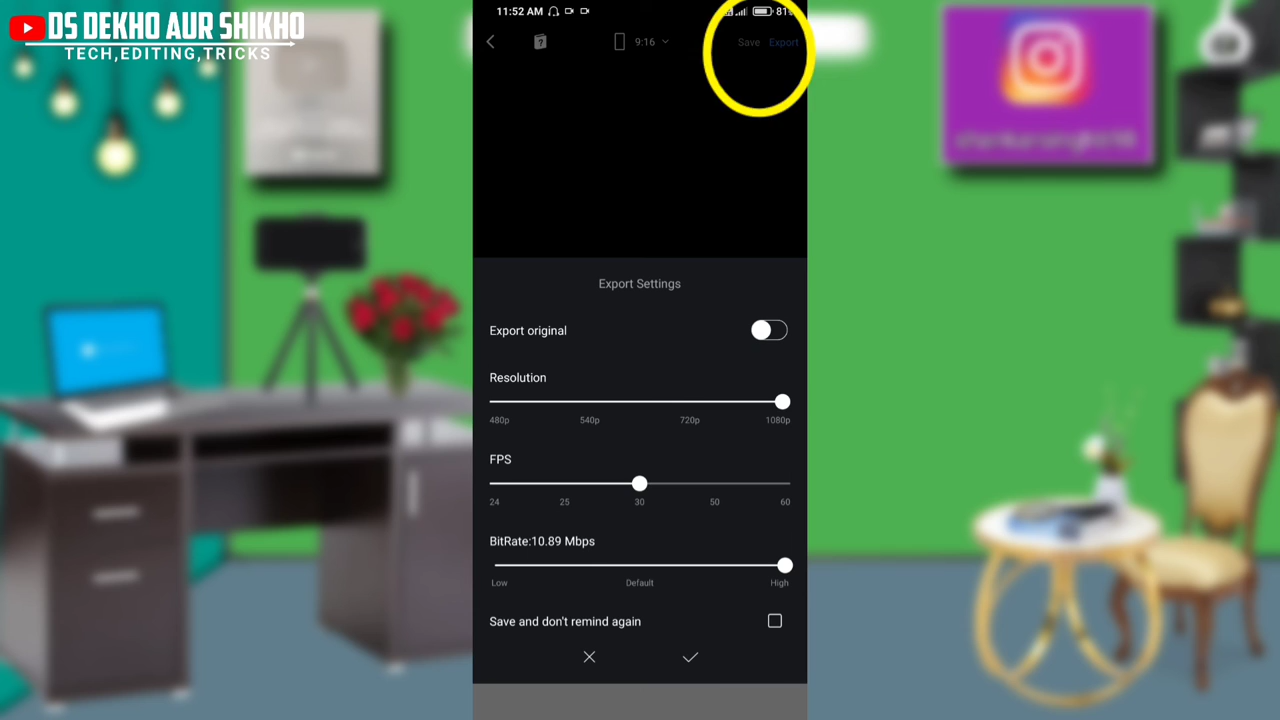 DS DEKHO AUR SHIKHO
TECH,EDITING,TRICKS
11:52 AM
81%
9:16
Save Export
Export Settings
Export original
Resolution
480p 540p 720p 1080p
FPS
24 25 30 50 60
BitRate:10.89 Mbps
Low Default High
Save and don't remind again